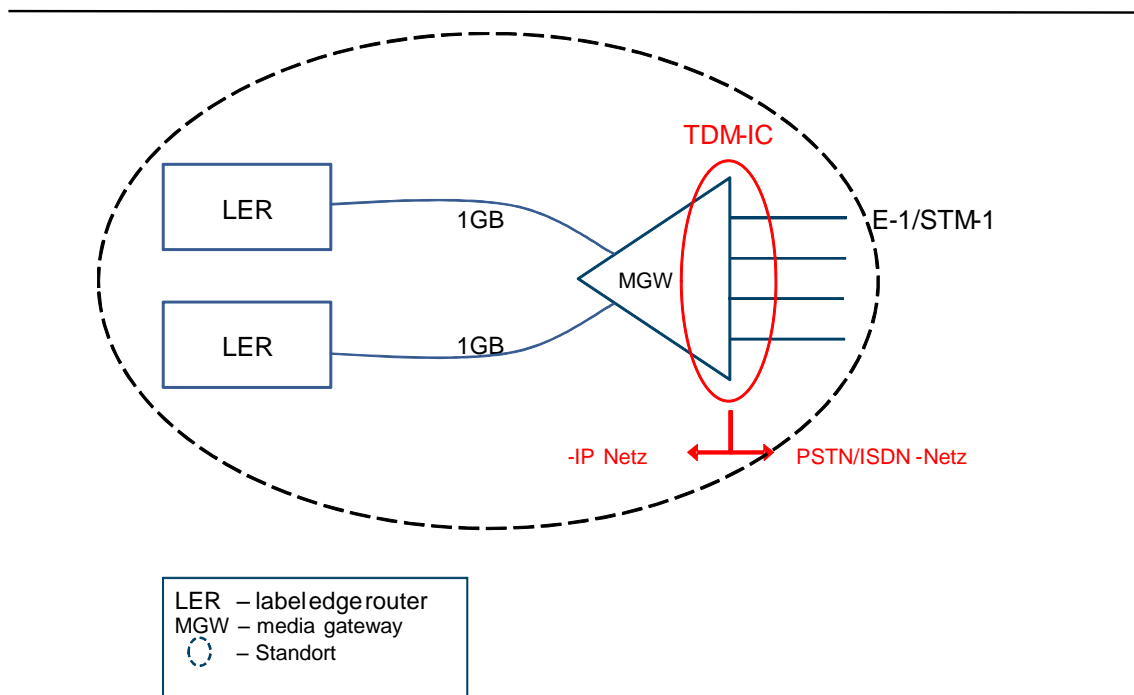 TDM-IC
LER
1GB
E-1/STM-1
MGW
LER
1GB
-IP Netz
PSTN/ISDN -Netz
LER – label edge router
MGW – media gateway
– Standort